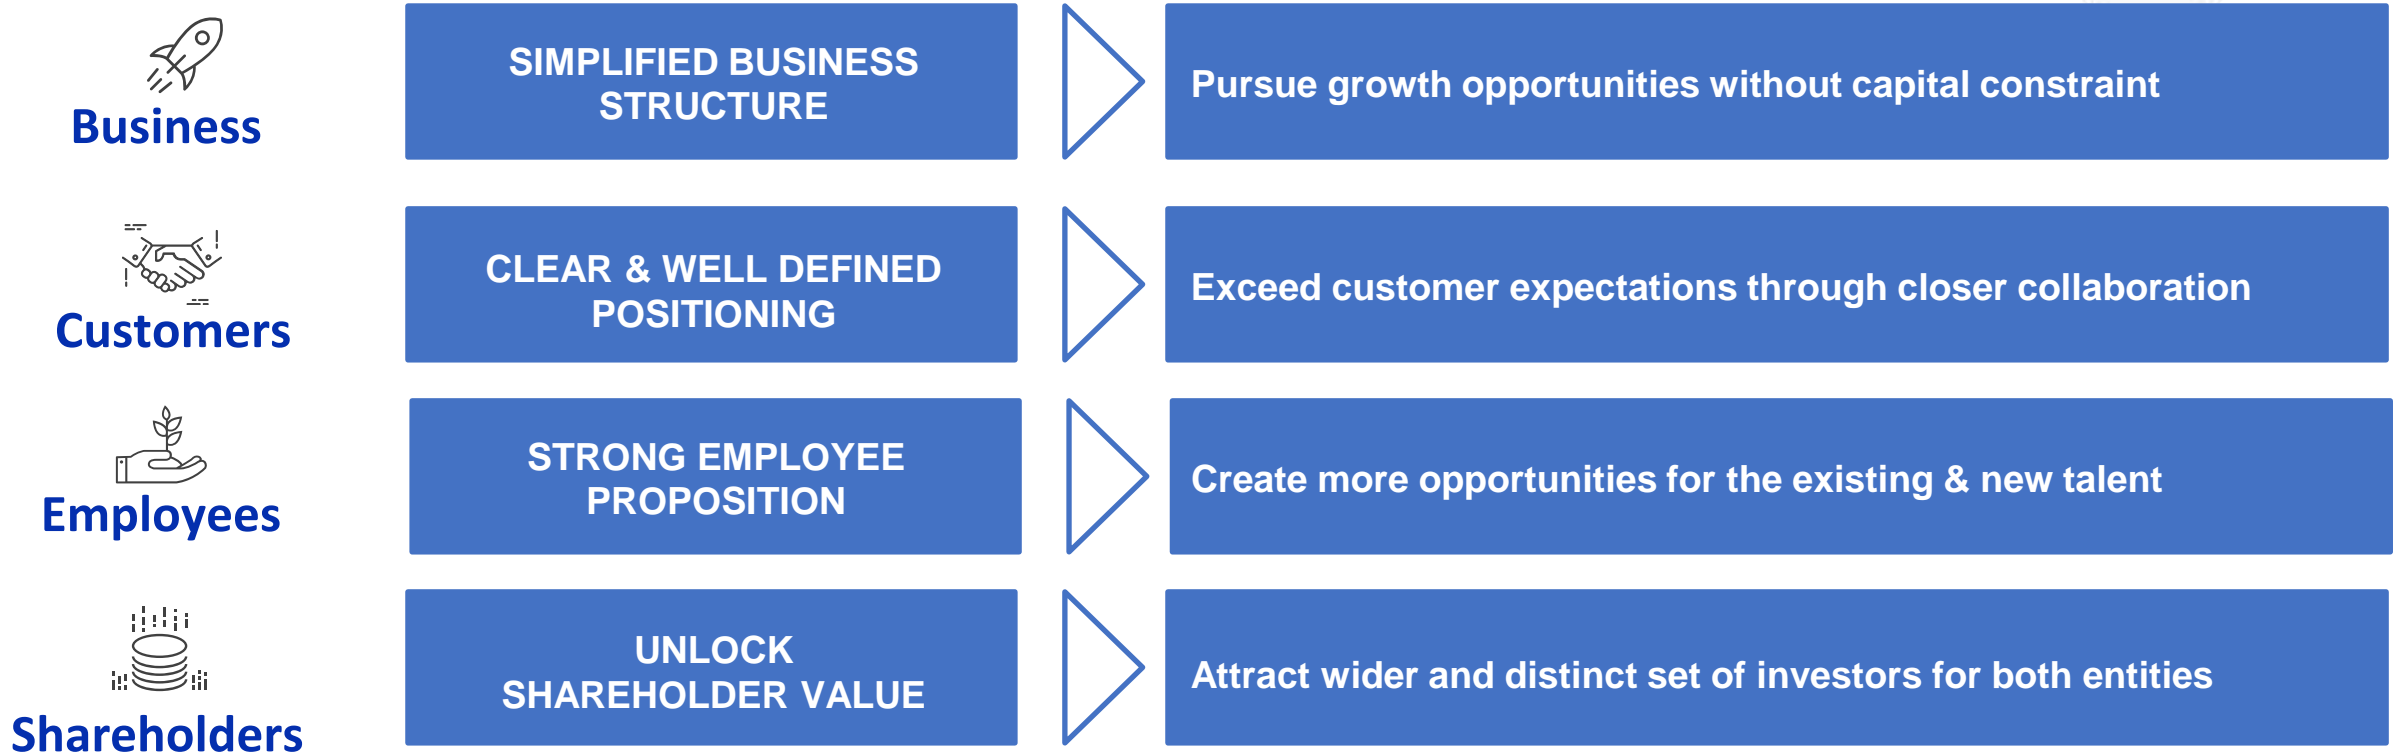 Business
SIMPLIFIED BUSINESS
STRUCTURE
Pursue growth opportunities without capital constraint
Customers
CLEAR & WELL DEFINED
POSITIONING
Exceed customer expectations through closer collaboration
Employees
STRONG EMPLOYEE
PROPOSITION
Create more opportunities for the existing & new talent
Shareholders
UNLOCK
SHAREHOLDER VALUE
Attract wider and distinct set of investors for both entities